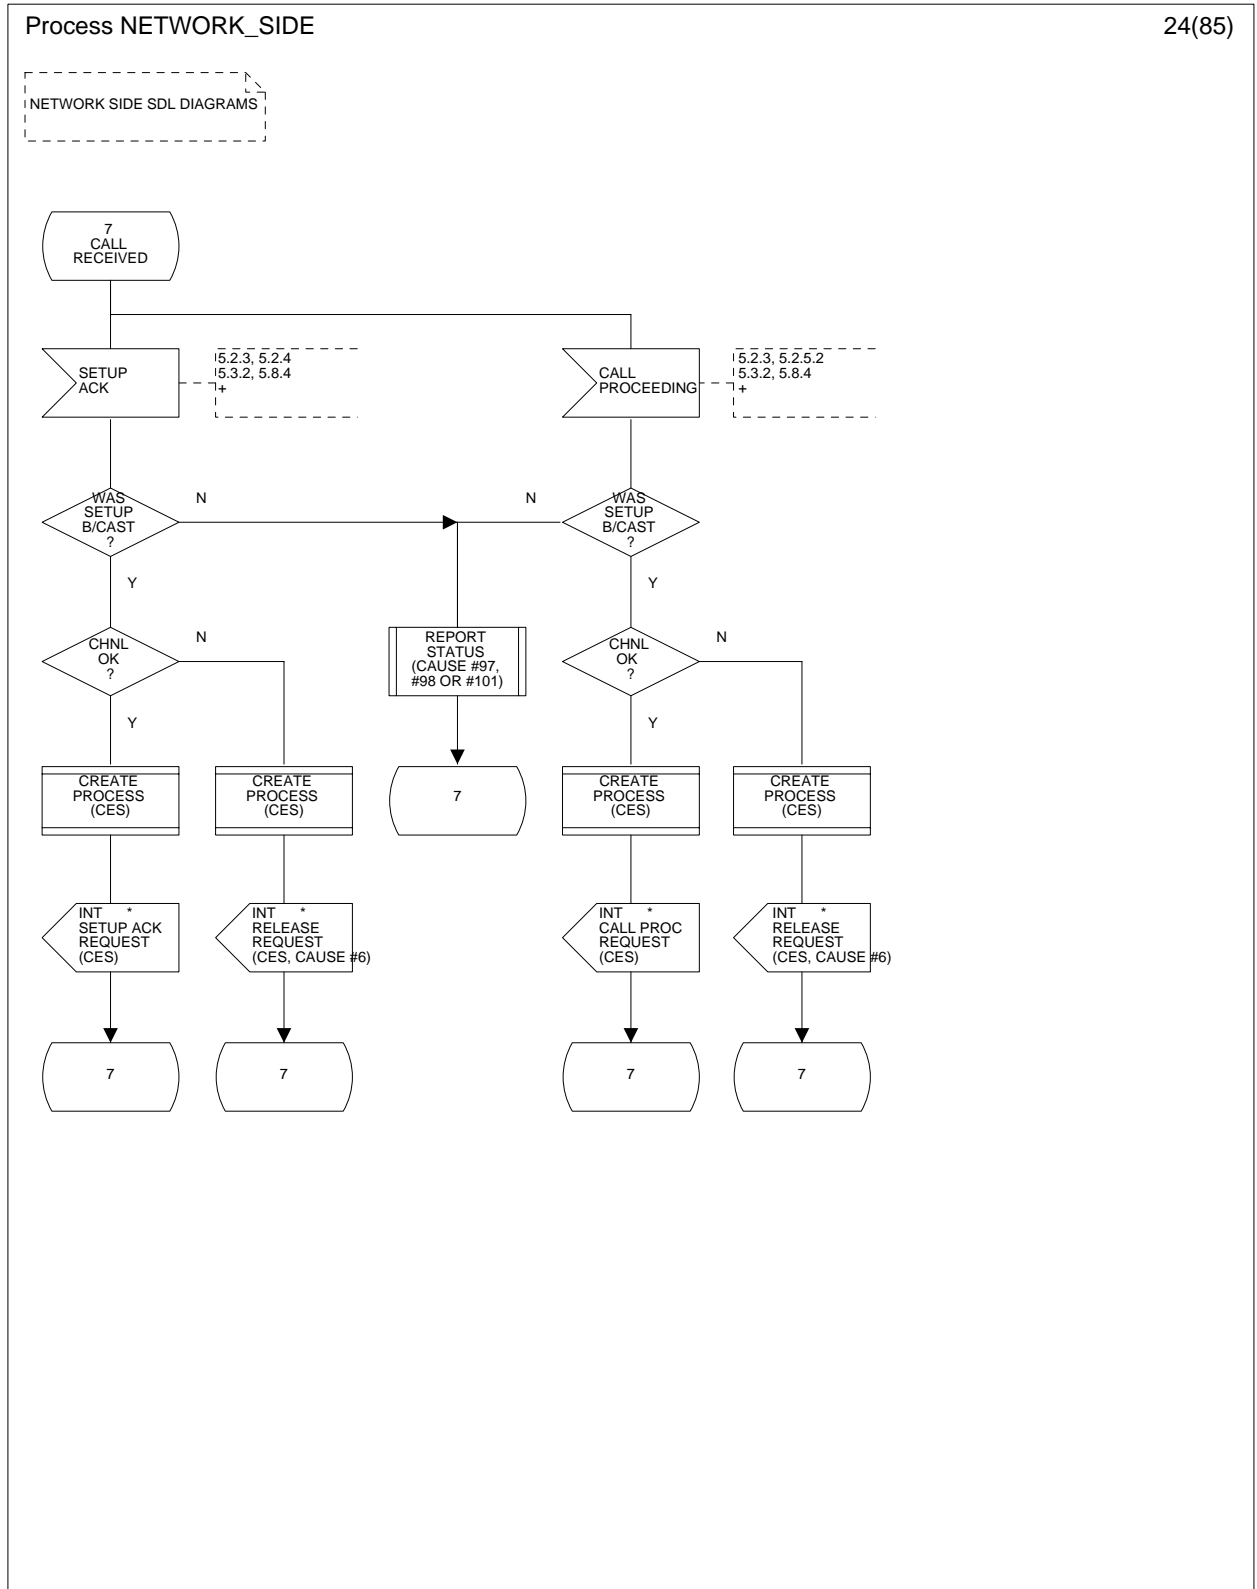 Process NETWORK_SIDE
24(85)
NETWORK SIDE SDL DIAGRAMS
7
CALL
RECEIVED
SETUP
ACK
5.2.3, 5.2.4
5.3.2, 5.8.4
+
CALL
PROCEEDING
5.2.3, 5.2.5.2
5.3.2, 5.8.4
+
WAS
SETUP
B/CAST
?
N
N
WAS
SETUP
B/CAST
?
Y
Y
CHNL
OK
?
N
REPORT
STATUS
(CAUSE #97,
#98 OR #101)
CHNL
OK
?
N
Y
Y
CREATE
PROCESS
(CES)
CREATE
PROCESS
(CES)
7
CREATE
PROCESS
(CES)
CREATE
PROCESS
(CES)
INT *
SETUP ACK
REQUEST
(CES)
INT *
RELEASE
REQUEST
(CES, CAUSE #6)
INT *
CALL PROC
REQUEST
(CES)
INT *
RELEASE
REQUEST
(CES, CAUSE #6)
7
7
7
7